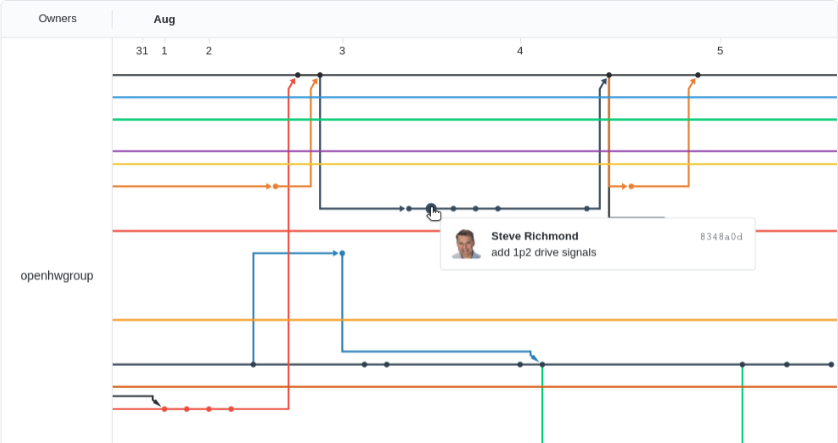 Owners
Aug
31 1 2 3 4 5
Steve Richmond 8348a0d
add 1p2 drive signals
openhwgroup